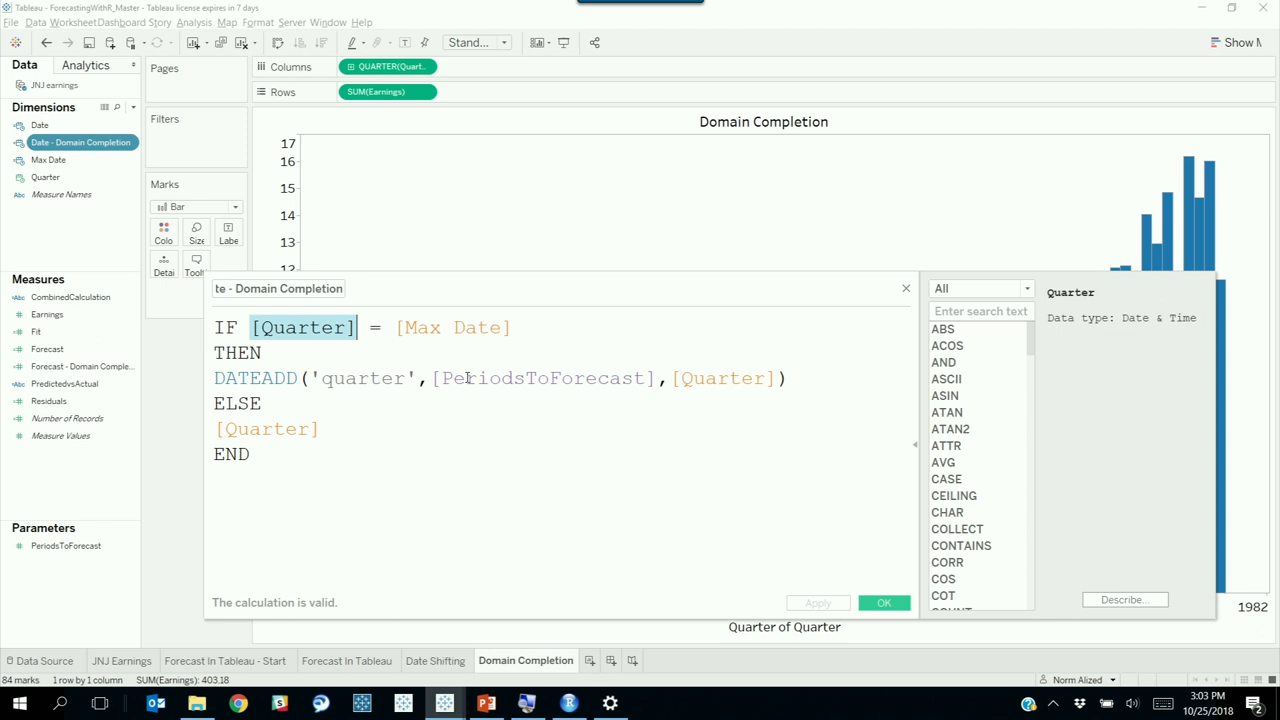 Tableau - ForecastingWithR_Master - Tableau license expires in 7 days
File Data Worksheet Dashboard Story Analysis Map Format Server Window Help
Stand...
Show M
Data
Analytics
JNJ earnings
Dimensions
Date
Date - Domain Completion
Max Date
Quarter
Abc Measure Names
Measures
Abc CombinedCalculation
Earnings
Fit
Forecast
Forecast - Domain Comple...
Abc PredictedvsActual
Residuals
Number of Records
Measure Values
Parameters
PeriodsToForecast
Pages
Filters
Marks
Bar
Colo
Size
Labe
Detai
Toolt
Columns
QUARTER(Quart..
Rows
SUM(Earnings)
Domain Completion
17
16
15
14
13
12
te - Domain Completion
IF [Quarter] = [Max Date]
THEN
DATEADD('quarter',[PeriodsToForecast],[Quarter])
ELSE
[Quarter]
END
The calculation is valid.
Apply
OK
All
Enter search text
ABS
ACOS
AND
ASCII
ASIN
ATAN
ATAN2
ATTR
AVG
CASE
CEILING
CHAR
COLLECT
CONTAINS
CORR
COS
COT
COUNT
Quarter
Data type: Date & Time
Describe...
1982
Quarter of Quarter
Data Source
JNJ Earnings
Forecast In Tableau - Start
Forecast In Tableau
Date Shifting
Domain Completion
84 marks
1 row by 1 column
SUM(Earnings): 403.18
Norm Alized
3:03 PM
10/25/2018
2